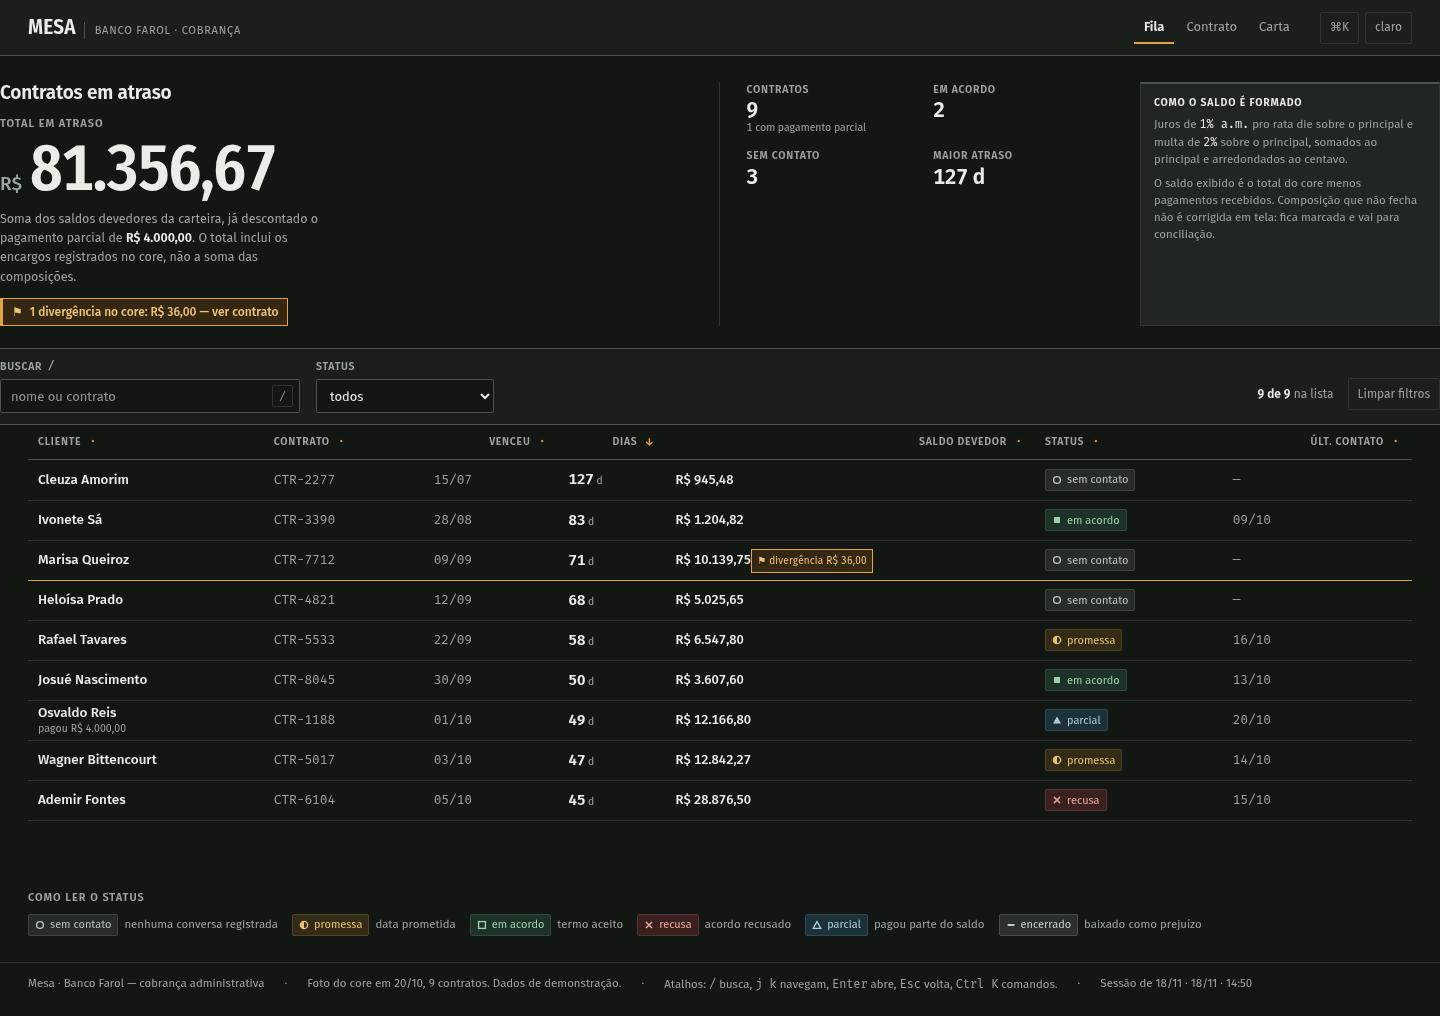 MESA BANCO FAROL · COBRANÇA
Fila Contrato Carta ⌘K claro
Contratos em atraso
TOTAL EM ATRASO
R$ 81.356,67
Soma dos saldos devedores da carteira, já descontado o
pagamento parcial de R$ 4.000,00. O total inclui os
encargos registrados no core, não a soma das
composições.
⚑ 1 divergência no core: R$ 36,00 — ver contrato
CONTRATOS
9
1 com pagamento parcial
EM ACORDO
2
SEM CONTATO
3
MAIOR ATRASO
127 d
COMO O SALDO É FORMADO
Juros de 1% a.m. pro rata die sobre o principal e
multa de 2% sobre o principal, somados ao
principal e arredondados ao centavo.
O saldo exibido é o total do core menos
pagamentos recebidos. Composição que não fecha
não é corrigida em tela: fica marcada e vai para
conciliação.
BUSCAR /
nome ou contrato /
STATUS
todos
9 de 9 na lista
Limpar filtros
CLIENTE · CONTRATO · VENCEU · DIAS ↓ SALDO DEVEDOR · STATUS · ÚLT. CONTATO ·
Cleuza Amorim CTR-2277 15/07 127 d R$ 945,48 sem contato —
Ivonete Sá CTR-3390 28/08 83 d R$ 1.204,82 em acordo 09/10
Marisa Queiroz CTR-7712 09/09 71 d R$ 10.139,75 ⚑ divergência R$ 36,00 sem contato —
Heloísa Prado CTR-4821 12/09 68 d R$ 5.025,65 sem contato —
Rafael Tavares CTR-5533 22/09 58 d R$ 6.547,80 promessa 16/10
Josué Nascimento CTR-8045 30/09 50 d R$ 3.607,60 em acordo 13/10
Osvaldo Reis CTR-1188 01/10 49 d R$ 12.166,80 parcial 20/10
pagou R$ 4.000,00
Wagner Bittencourt CTR-5017 03/10 47 d R$ 12.842,27 promessa 14/10
Ademir Fontes CTR-6104 05/10 45 d R$ 28.876,50 recusa 15/10
COMO LER O STATUS
sem contato nenhuma conversa registrada promessa data prometida em acordo termo aceito recusa acordo recusado parcial pagou parte do saldo encerrado baixado como prejuízo
Mesa · Banco Farol — cobrança administrativa · Foto do core em 20/10, 9 contratos. Dados de demonstração. · Atalhos: / busca, j k navegam, Enter abre, Esc volta, Ctrl K comandos. · Sessão de 18/11 · 18/11 · 14:50